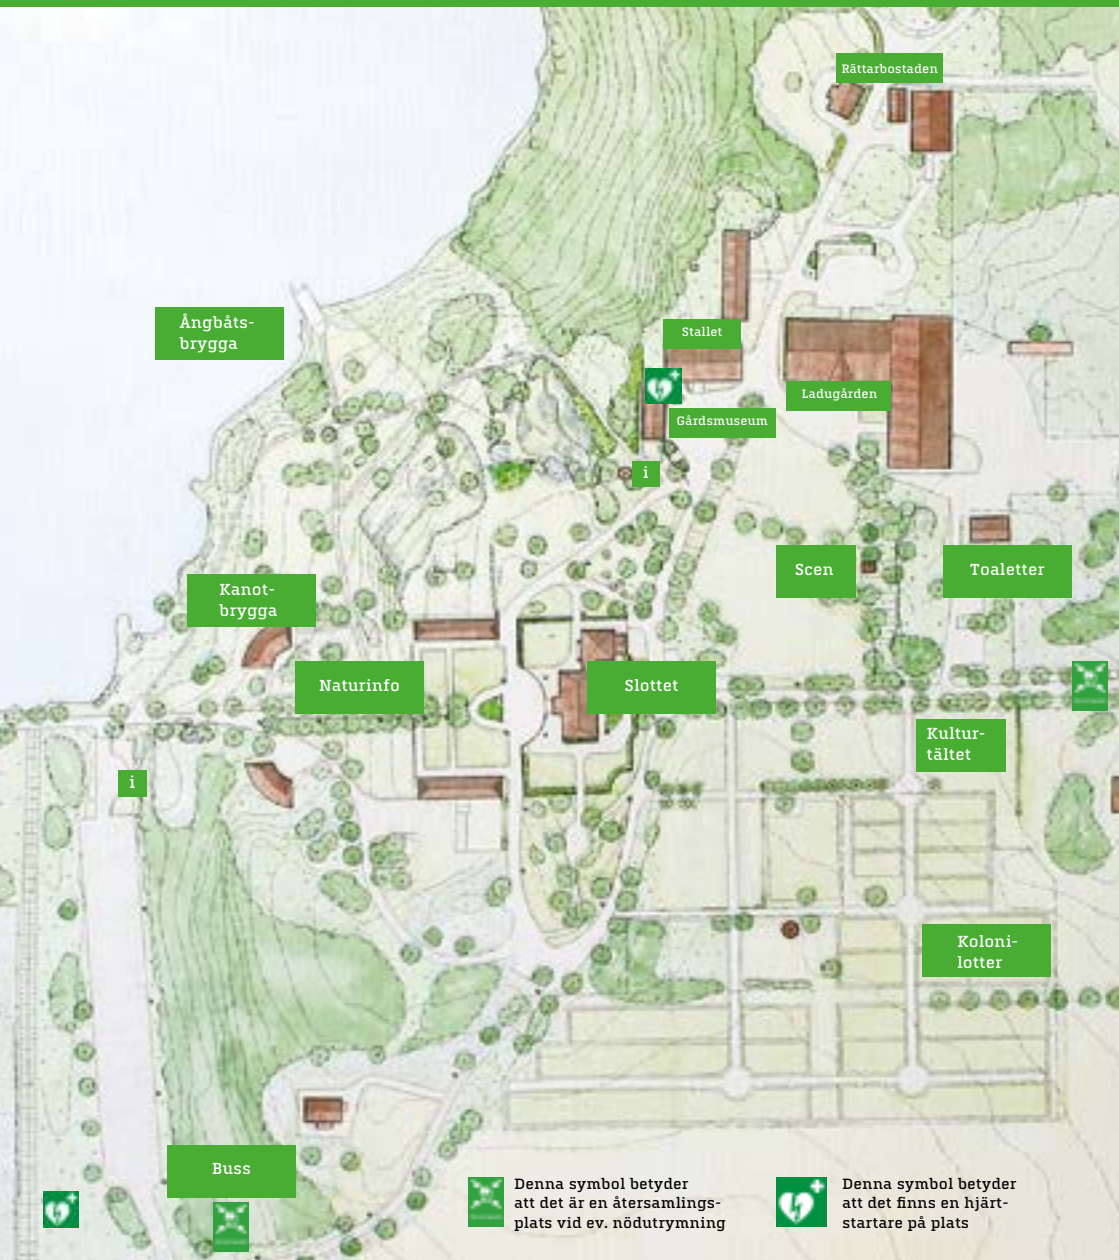 Rättarbostaden
Ångbåts-
brygga
Stallet
Ladugården
Gårdsmuseum
i
Scen
Toaletter
Kanot-
brygga
Naturinfo
Slottet
Kultur-
tältet
i
Koloni-
lotter
Buss
Denna symbol betyder
att det är en återsamlings-
plats vid ev. nödutrymning
Denna symbol betyder
att det finns en hjärt-
startare på plats